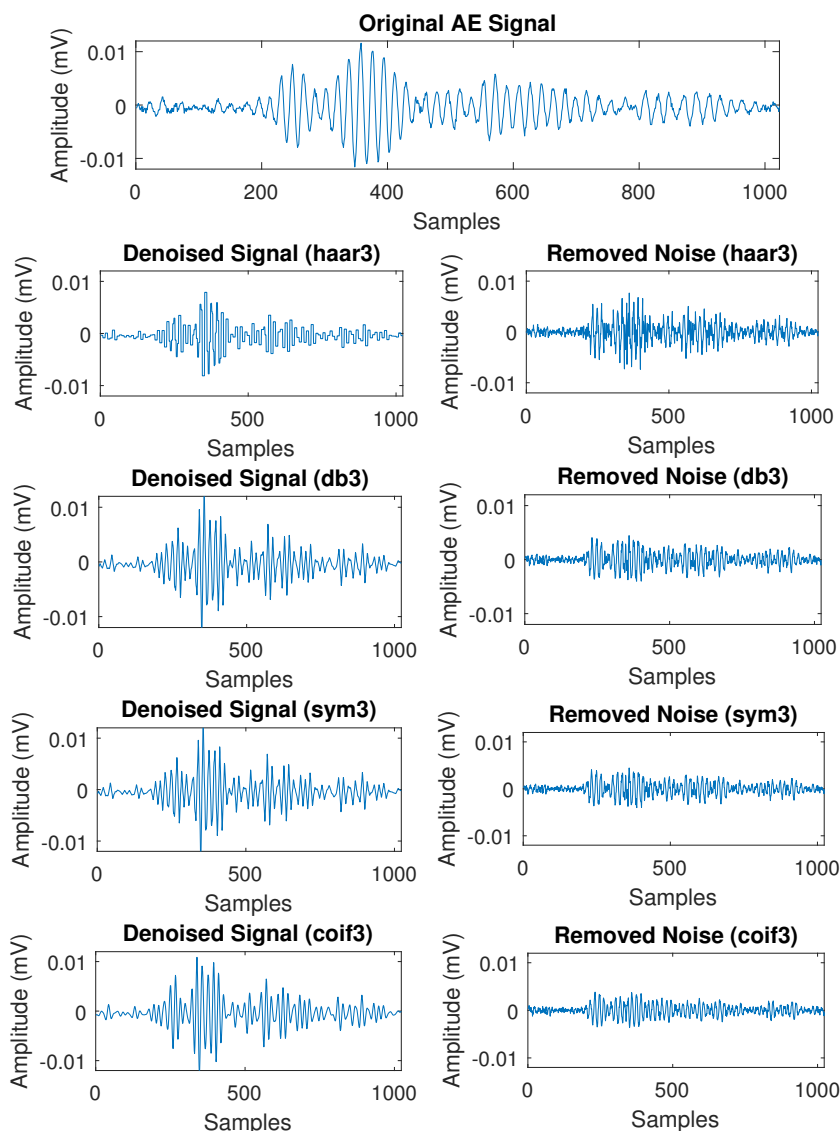 Original AE Signal
Amplitude (mV)
0.01
0
-0.01
0 200 400 600 800 1000
Samples
Denoised Signal (haar3)
Amplitude (mV)
0.01
0
-0.01
0 500 1000
Samples
Removed Noise (haar3)
Amplitude (mV)
0.01
0
-0.01
0 500 1000
Samples
Denoised Signal (db3)
Amplitude (mV)
0.01
0
-0.01
0 500 1000
Samples
Removed Noise (db3)
Amplitude (mV)
0.01
0
-0.01
0 500 1000
Samples
Denoised Signal (sym3)
Amplitude (mV)
0.01
0
-0.01
0 500 1000
Samples
Removed Noise (sym3)
Amplitude (mV)
0.01
0
-0.01
0 500 1000
Samples
Denoised Signal (coif3)
Amplitude (mV)
0.01
0
-0.01
0 500 1000
Samples
Removed Noise (coif3)
Amplitude (mV)
0.01
0
-0.01
0 500 1000
Samples